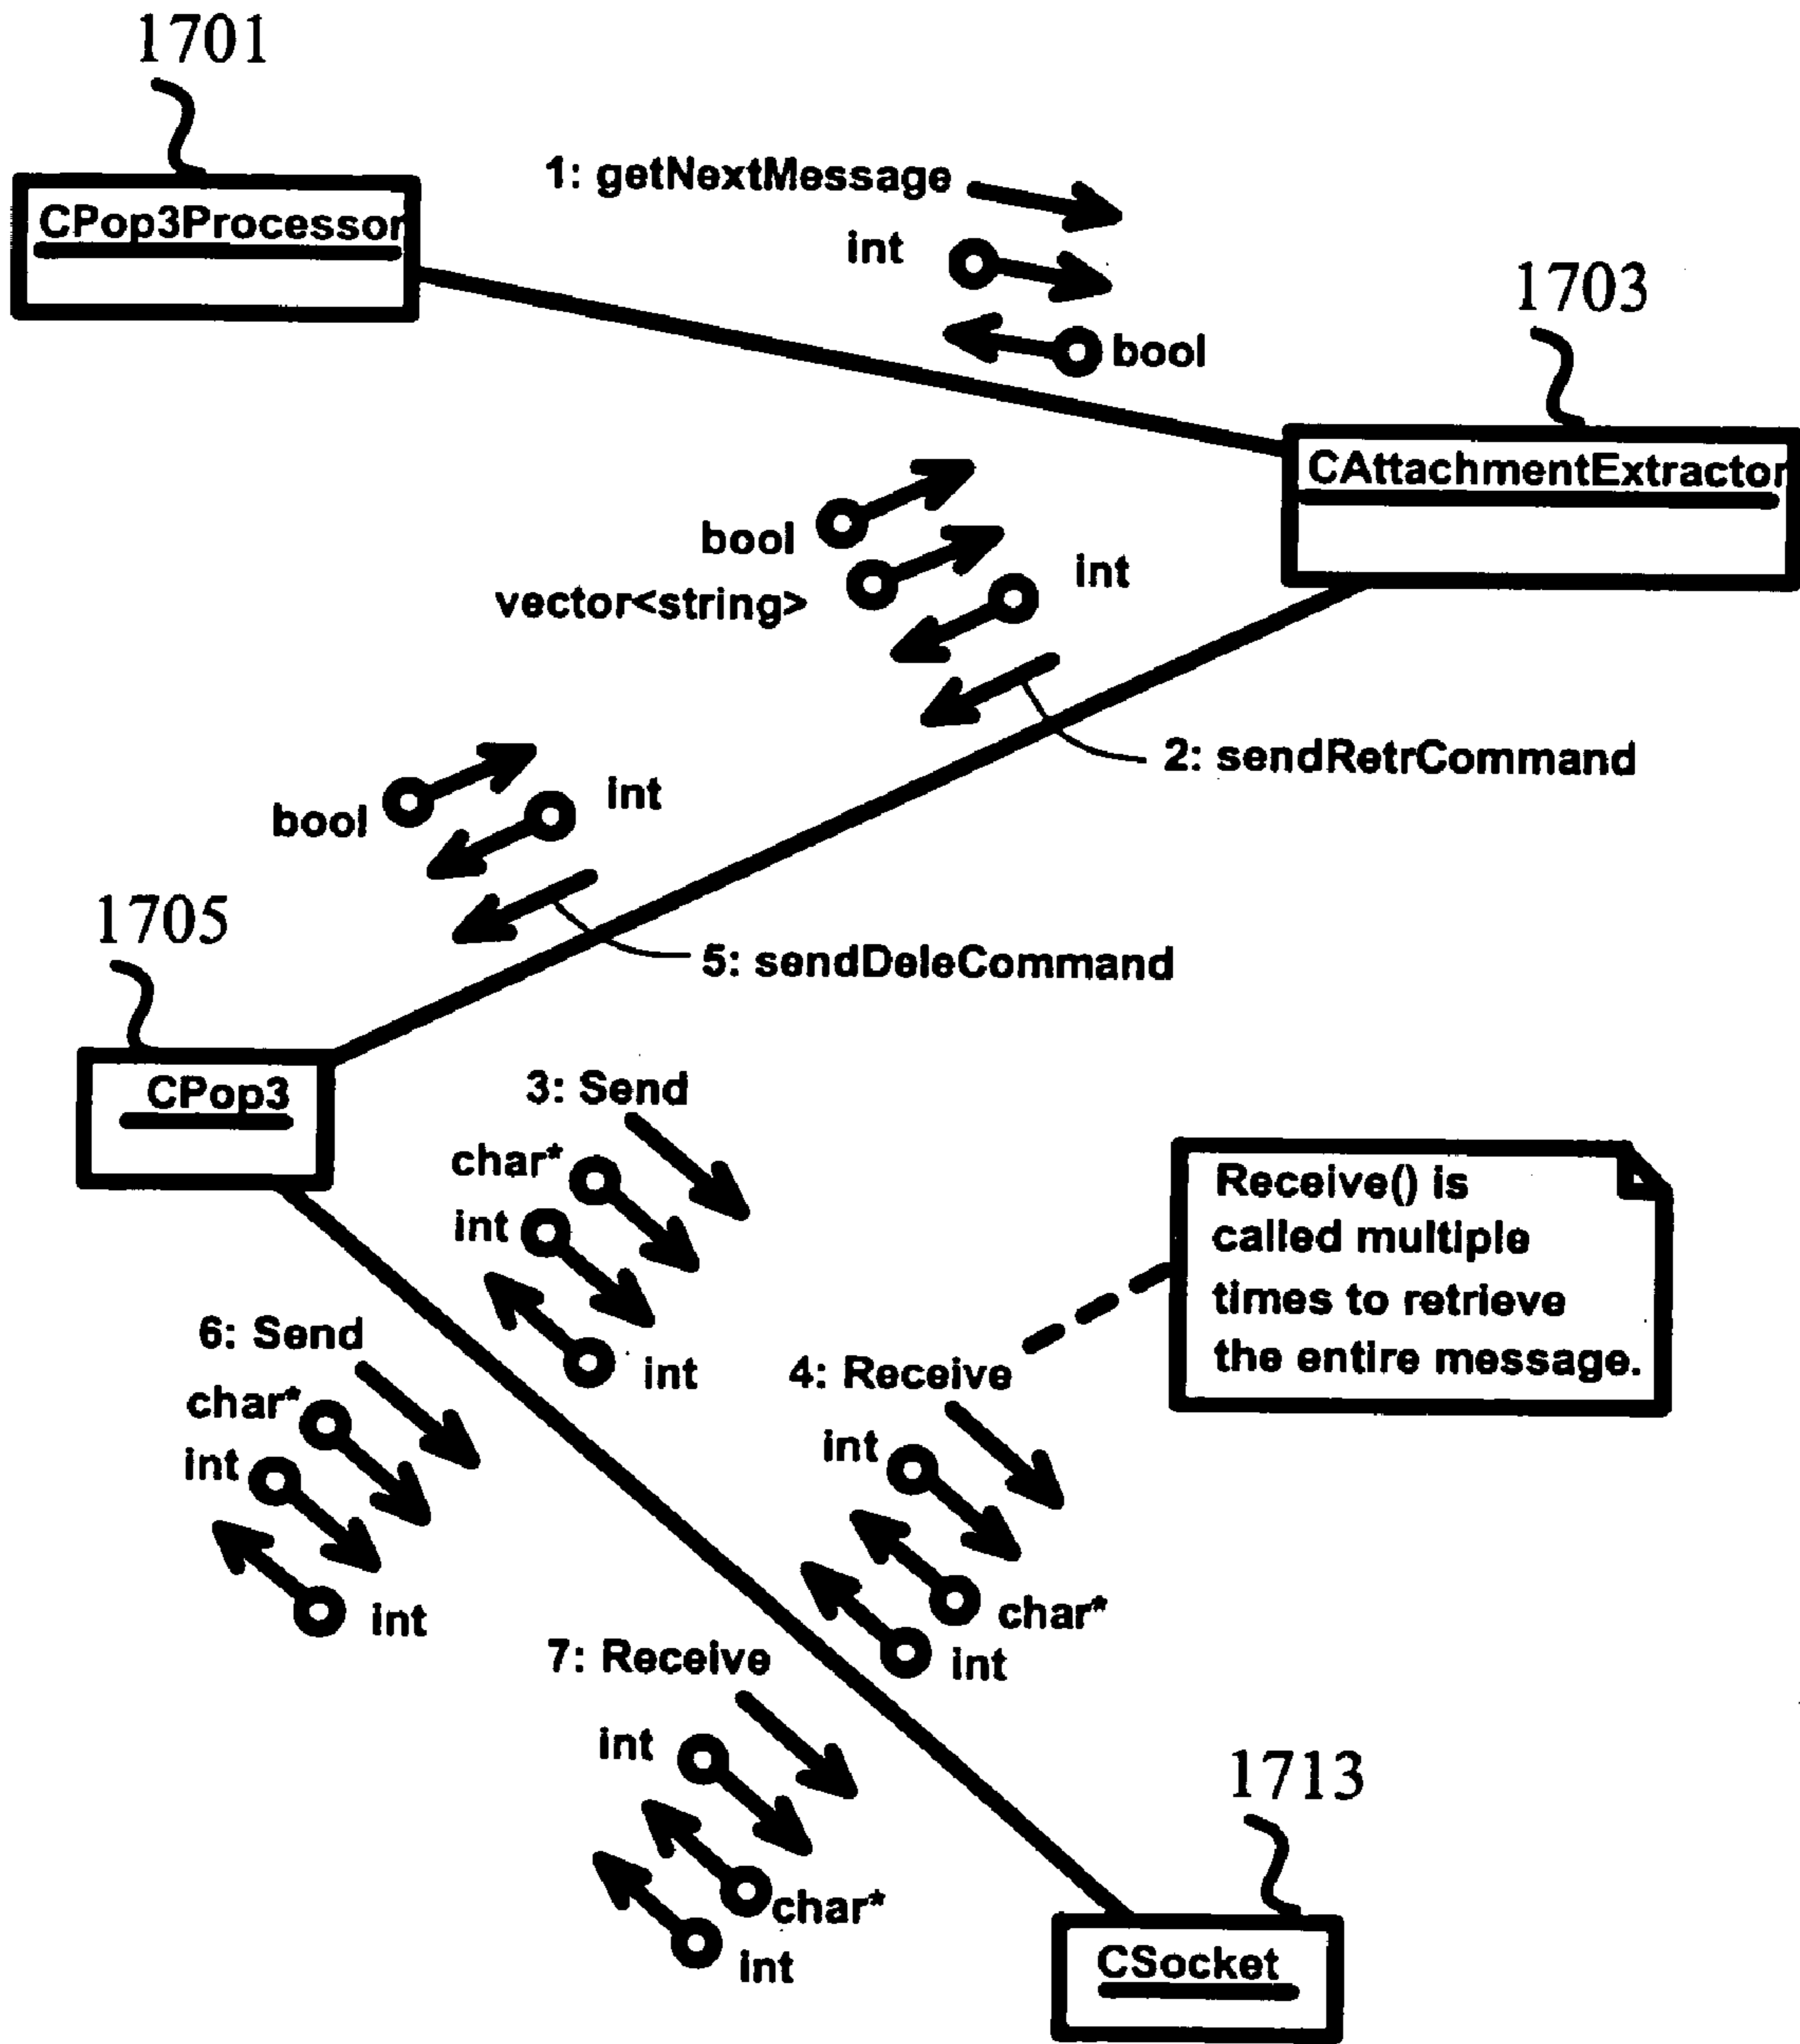 1701
CPop3Processor
1: getNextMessage
int
bool
1703
CAttachmentExtractor
bool
vector<string>
int
2: sendRetrCommand
bool
int
5: sendDeleCommand
1705
CPop3
3: Send
char*
int
int
Receive() is
called multiple
times to retrieve
the entire message.
6: Send
char*
int
int
4: Receive
int
char*
int
7: Receive
int
char*
int
1713
CSocket